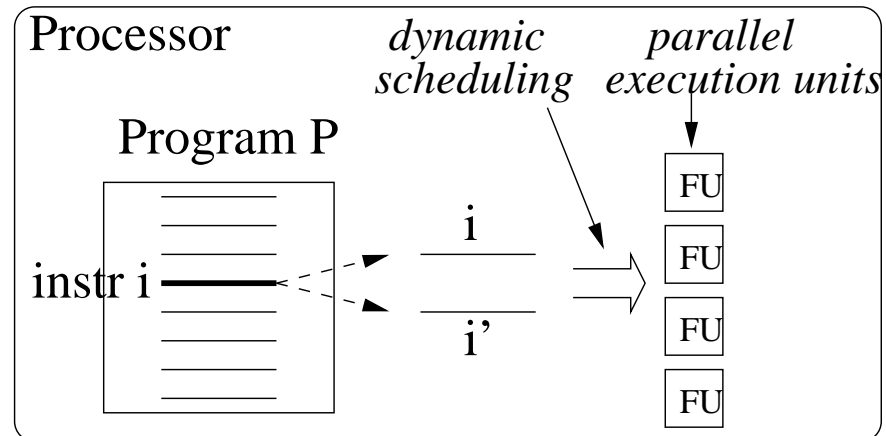 Processor
dynamic
scheduling
parallel
execution units
Program P
instr i
i
i’
FU
FU
FU
FU